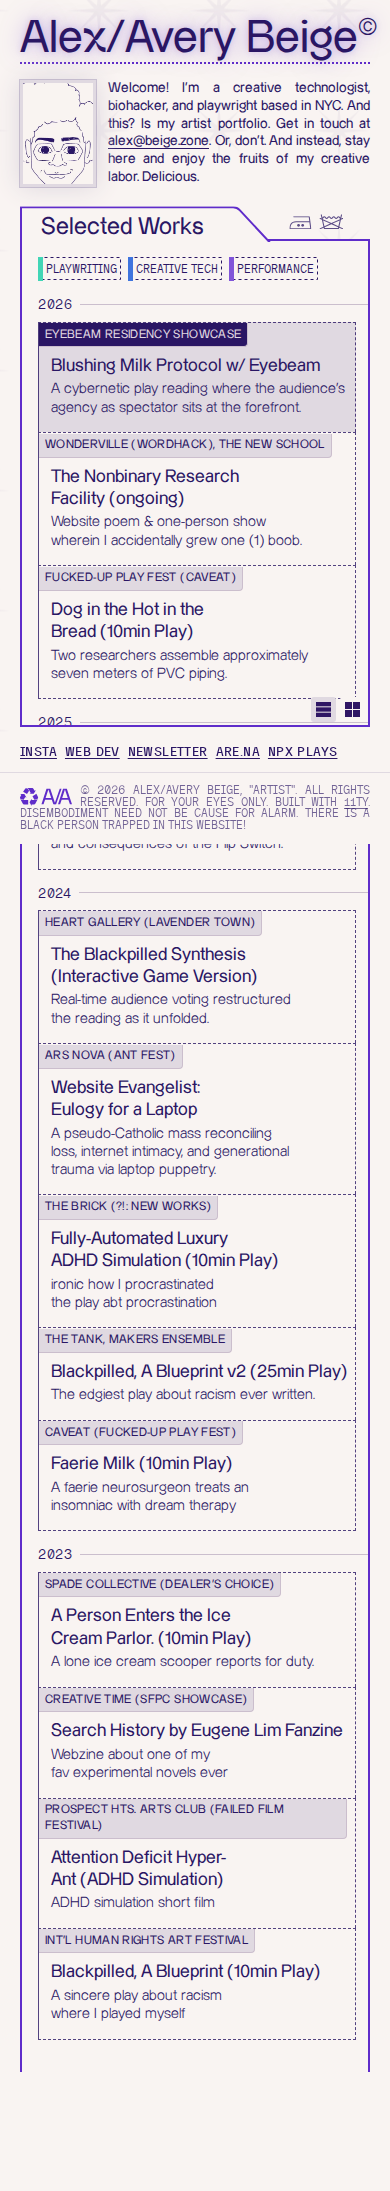 Alex/Avery Beige©
Welcome! I'm a creative technologist,
biohacker, and playwright based in NYC. And
this? Is my artist portfolio. Get in touch at
alex@beige.zone. Or, don't. And instead, stay
here and enjoy the fruits of my creative
labor. Delicious.
Selected Works
PLAYWRITING CREATIVE TECH PERFORMANCE
2026
EYEBEAM RESIDENCY SHOWCASE
Blushing Milk Protocol w/ Eyebeam
A cybernetic play reading where the audience's
agency as spectator sits at the forefront.
WONDERVILLE (WORDHACK), THE NEW SCHOOL
The Nonbinary Research
Facility (ongoing)
Website poem & one-person show
wherein I accidentally grew one (1) boob.
FUCKED-UP PLAY FEST (CAVEAT)
Dog in the Hot in the
Bread (10min Play)
Two researchers assemble approximately
seven meters of PVC piping.
2025
INSTA WEB DEV NEWSLETTER ARE.NA NPX PLAYS
A/A © 2026 ALEX/AVERY BEIGE, "ARTIST". ALL RIGHTS
RESERVED. FOR YOUR EYES ONLY. BUILT WITH 11TY.
DISEMBODIMENT NEED NOT BE CAUSE FOR ALARM. THERE IS A
BLACK PERSON TRAPPED IN THIS WEBSITE!
and consequences of the Flip Switch.
2024
HEART GALLERY (LAVENDER TOWN)
The Blackpilled Synthesis
(Interactive Game Version)
Real-time audience voting restructured
the reading as it unfolded.
ARS NOVA (ANT FEST)
Website Evangelist:
Eulogy for a Laptop
A pseudo-Catholic mass reconciling
loss, internet intimacy, and generational
trauma via laptop puppetry.
THE BRICK (?!: NEW WORKS)
Fully-Automated Luxury
ADHD Simulation (10min Play)
ironic how I procrastinated
the play abt procrastination
THE TANK, MAKERS ENSEMBLE
Blackpilled, A Blueprint v2 (25min Play)
The edgiest play about racism ever written.
CAVEAT (FUCKED-UP PLAY FEST)
Faerie Milk (10min Play)
A faerie neurosurgeon treats an
insomniac with dream therapy
2023
SPADE COLLECTIVE (DEALER'S CHOICE)
A Person Enters the Ice
Cream Parlor. (10min Play)
A lone ice cream scooper reports for duty.
CREATIVE TIME (SFPC SHOWCASE)
Search History by Eugene Lim Fanzine
Webzine about one of my
fav experimental novels ever
PROSPECT HTS. ARTS CLUB (FAILED FILM
FESTIVAL)
Attention Deficit Hyper-
Ant (ADHD Simulation)
ADHD simulation short film
INT'L HUMAN RIGHTS ART FESTIVAL
Blackpilled, A Blueprint (10min Play)
A sincere play about racism
where I played myself